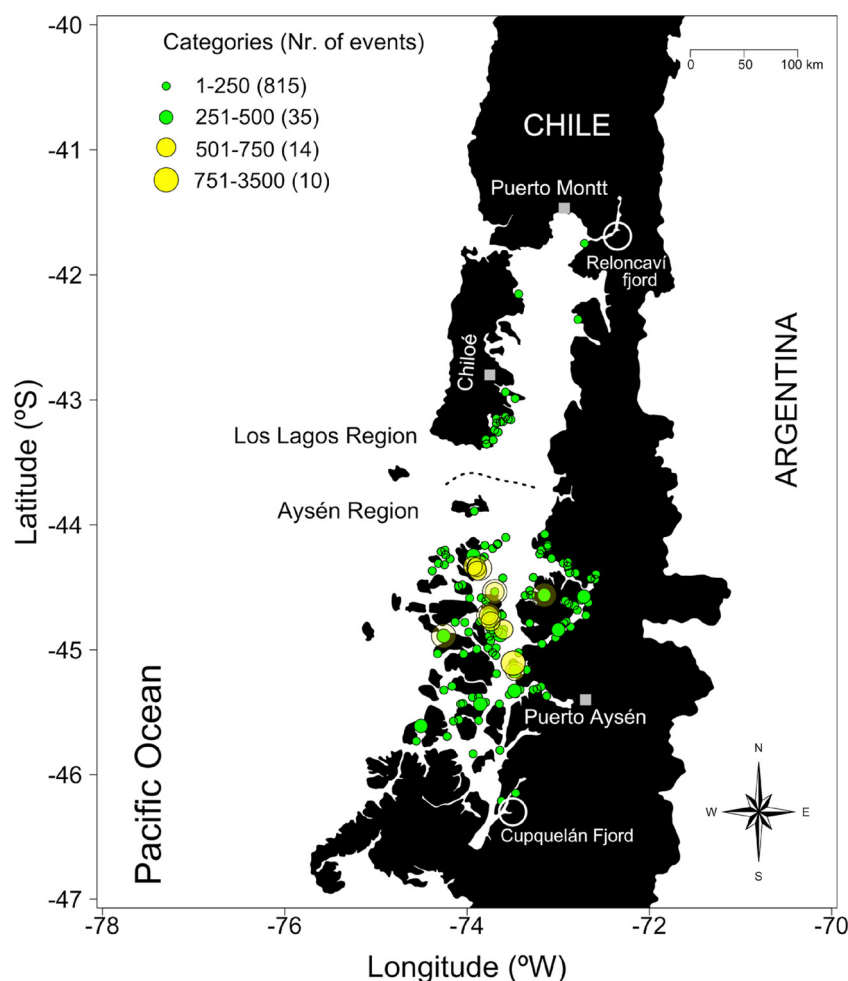 Categories (Nr. of events)
1-250 (815)
251-500 (35)
501-750 (14)
751-3500 (10)
0 50 100 km
CHILE
Puerto Montt
Reloncaví
fjord
Chiloé
ARGENTINA
Los Lagos Region
Aysén Region
Puerto Aysén
Pacific Ocean
Cupquelán Fjord
N
W E
S
Latitude (ºS)
-40
-41
-42
-43
-44
-45
-46
-47
-78 -76 -74 -72 -70
Longitude (ºW)